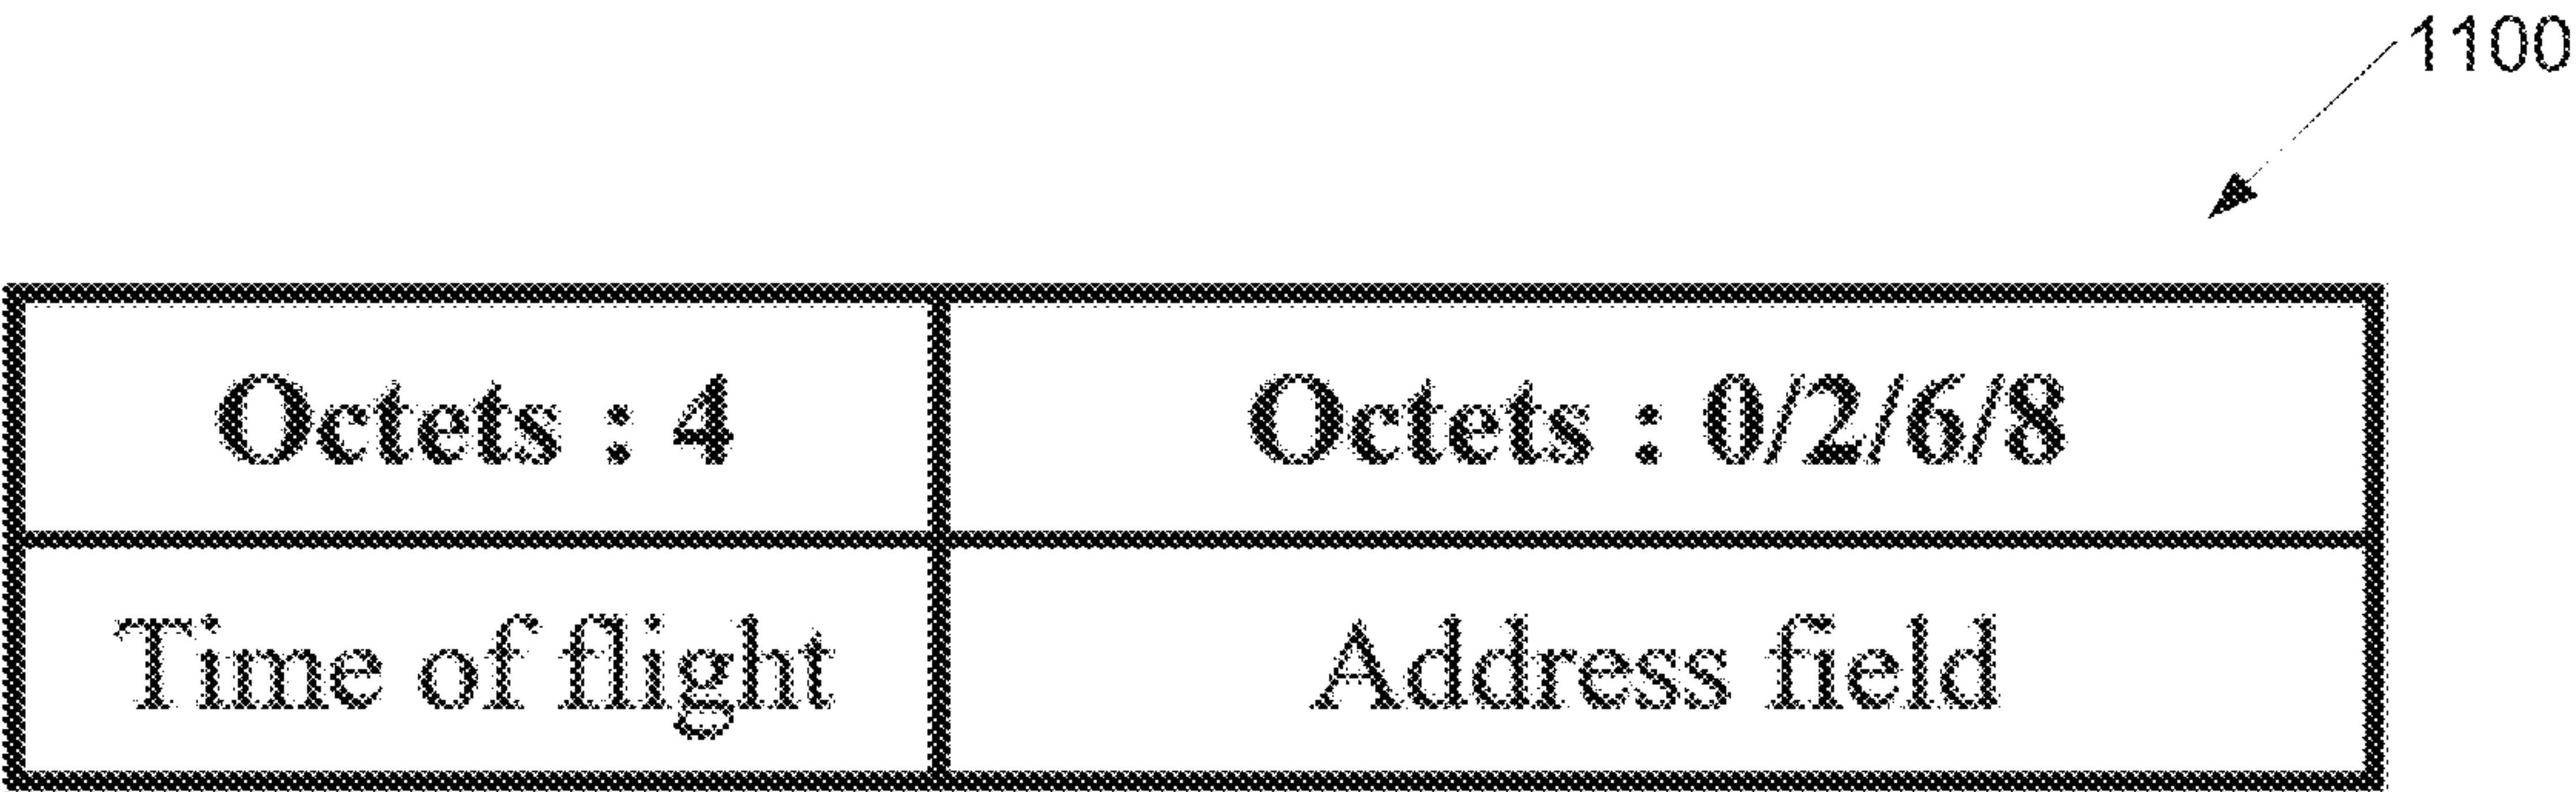 1100
Octets : 4
Octets : 0/2/6/8
Time of flight
Address field